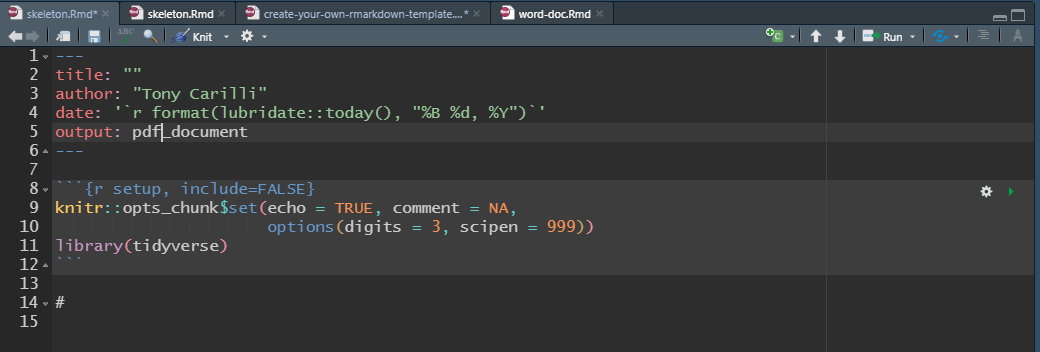 skeleton.Rmd* skeleton.Rmd create-your-own-rmarkdown-template....* word-doc.Rmd
ABC Knit Run
1 ---
2 title: ""
3 author: "Tony Carilli"
4 date: '`r format(lubridate::today(), "%B %d, %Y")`'
5 output: pdf_document
6 ---
7
8 ```{r setup, include=FALSE}
9 knitr::opts_chunk$set(echo = TRUE, comment = NA,
10 options(digits = 3, scipen = 999))
11 library(tidyverse)
12 ```
13
14 #
15